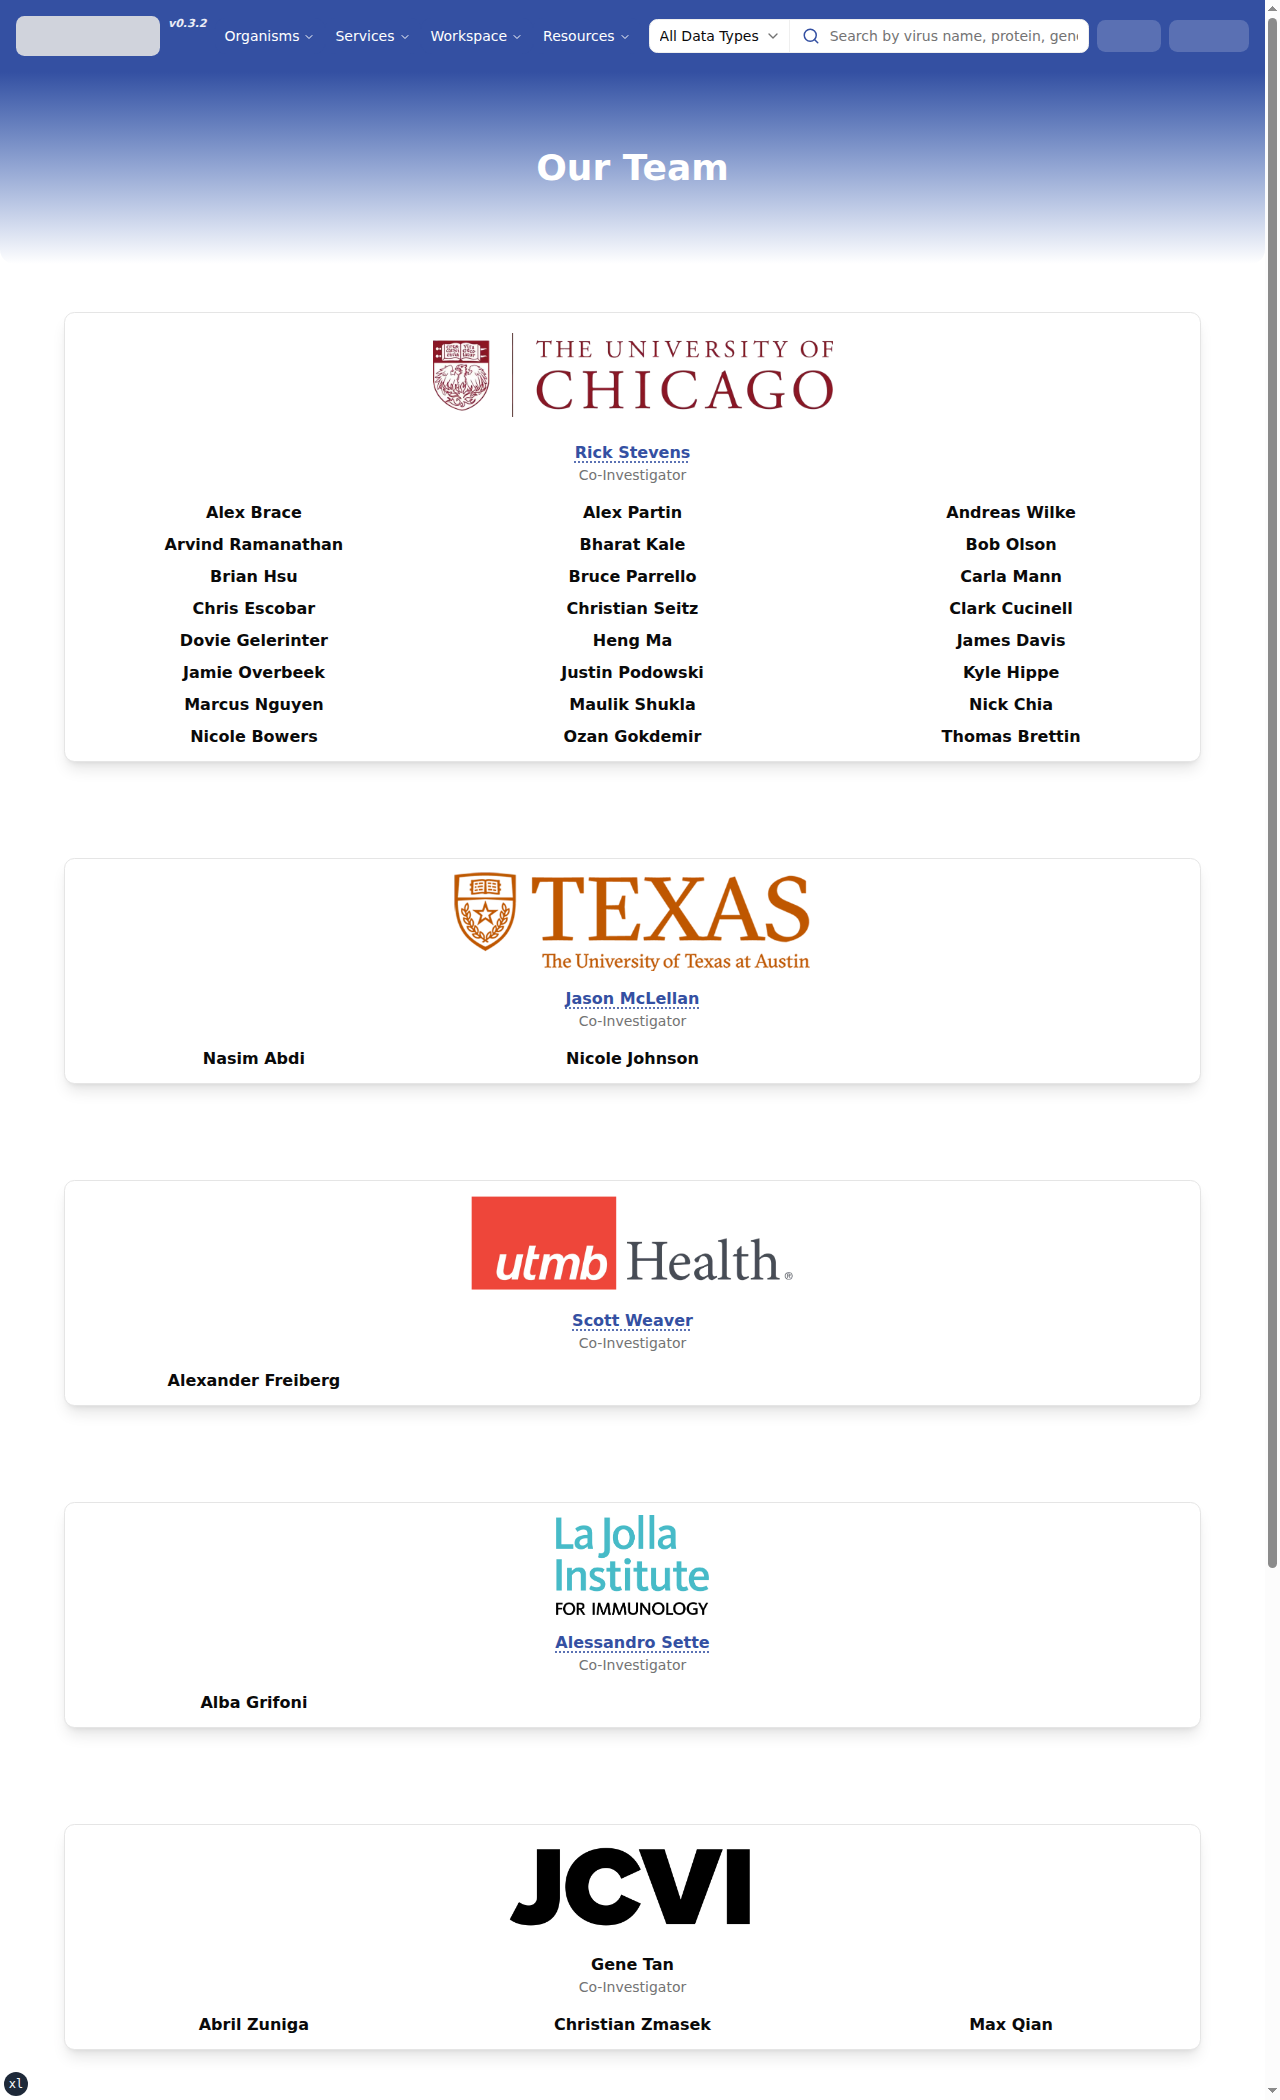 v0.3.2
Organisms Services Workspace Resources All Data Types Search by virus name, protein, gen
Our Team
THE UNIVERSITY OF
CHICAGO
Rick Stevens
Co-Investigator
Alex Brace Alex Partin Andreas Wilke
Arvind Ramanathan Bharat Kale Bob Olson
Brian Hsu Bruce Parrello Carla Mann
Chris Escobar Christian Seitz Clark Cucinell
Dovie Gelerinter Heng Ma James Davis
Jamie Overbeek Justin Podowski Kyle Hippe
Marcus Nguyen Maulik Shukla Nick Chia
Nicole Bowers Ozan Gokdemir Thomas Brettin
TEXAS
The University of Texas at Austin
Jason McLellan
Co-Investigator
Nasim Abdi Nicole Johnson
utmb Health®
Scott Weaver
Co-Investigator
Alexander Freiberg
La Jolla
Institute
FOR IMMUNOLOGY
Alessandro Sette
Co-Investigator
Alba Grifoni
JCVI
Gene Tan
Co-Investigator
Abril Zuniga Christian Zmasek Max Qian
xl